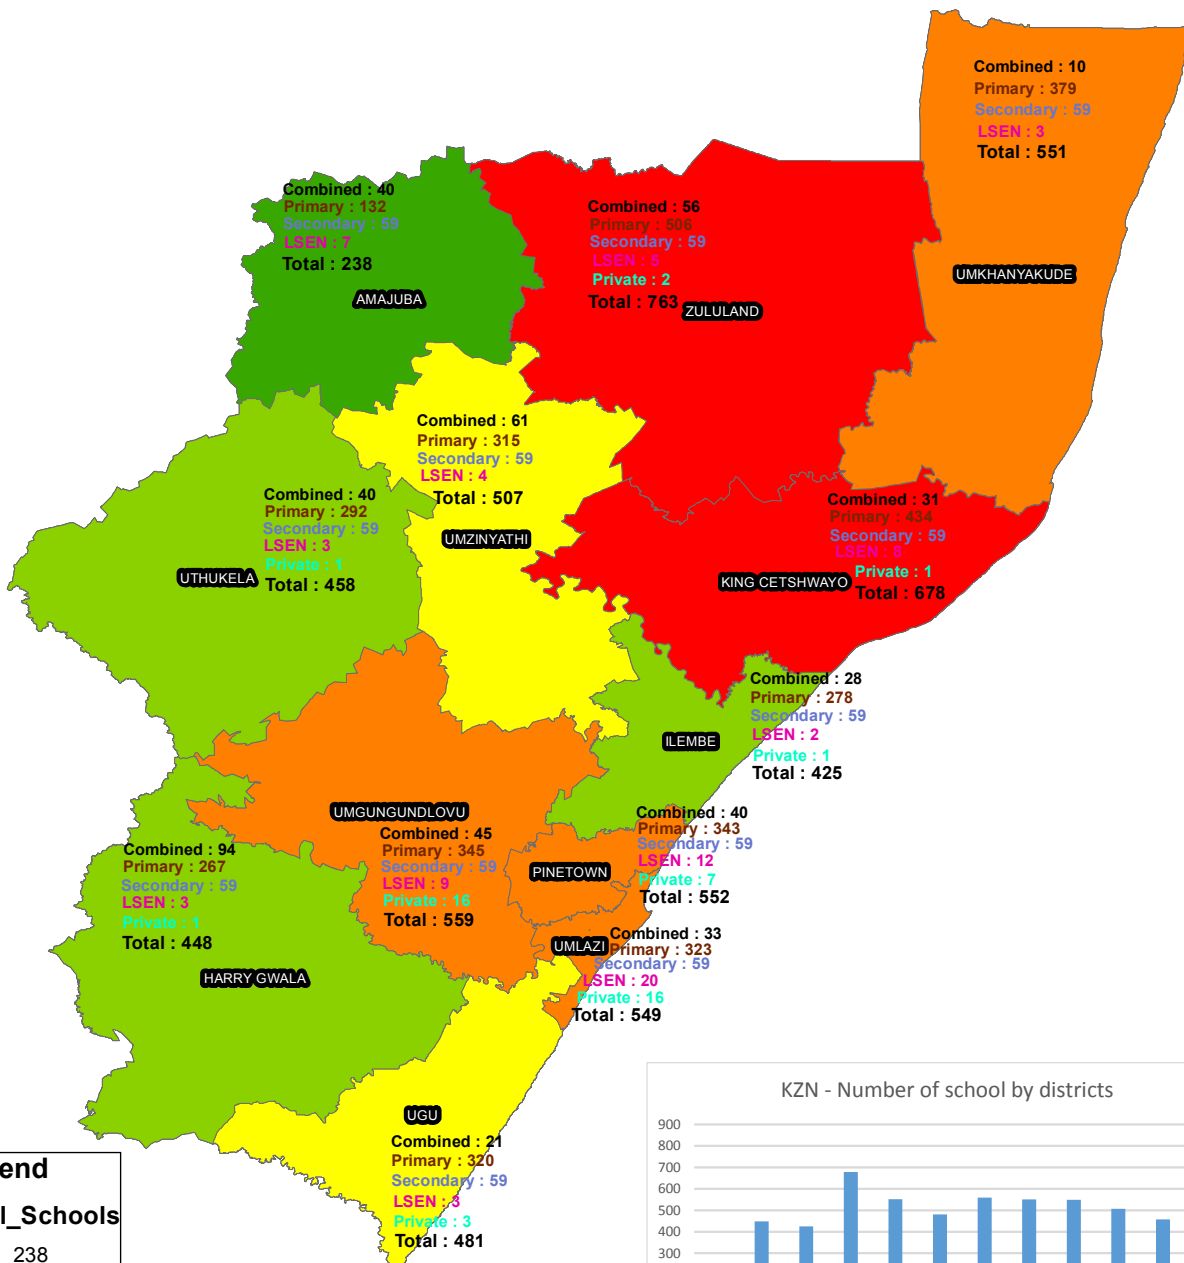 Combined : 10
Primary : 379
Secondary : 59
LSEN : 3
Total : 551
UMKHANYAKUDE
Combined : 40
Primary : 132
Secondary : 59
LSEN : 7
Total : 238
AMAJUBA
Combined : 56
Primary : 506
Secondary : 59
LSEN : 5
Private : 2
Total : 763
ZULULAND
Combined : 61
Primary : 315
Secondary : 59
LSEN : 4
Total : 507
UMZINYATHI
Combined : 40
Primary : 292
Secondary : 59
LSEN : 3
Private : 1
Total : 458
UTHUKELA
Combined : 31
Primary : 434
Secondary : 59
LSEN : 8
Private : 1
Total : 678
KING CETSHWAYO
Combined : 28
Primary : 278
Secondary : 59
LSEN : 2
Private : 1
Total : 425
ILEMBE
UMGUNGUNDLOVU
Combined : 45
Primary : 345
Secondary : 59
LSEN : 9
Private : 16
Total : 559
Combined : 40
Primary : 343
Secondary : 59
LSEN : 12
Private : 7
Total : 552
PINETOWN
Combined : 94
Primary : 267
Secondary : 59
LSEN : 3
Private : 1
Total : 448
HARRY GWALA
UMLAZI
Combined : 33
Primary : 323
Secondary : 59
LSEN : 20
Private : 16
Total : 549
UGU
Combined : 21
Primary : 320
Secondary : 59
LSEN : 3
Private : 3
Total : 481
end
l_Schools
238
KZN - Number of school by districts
900
800
700
600
500
400
300